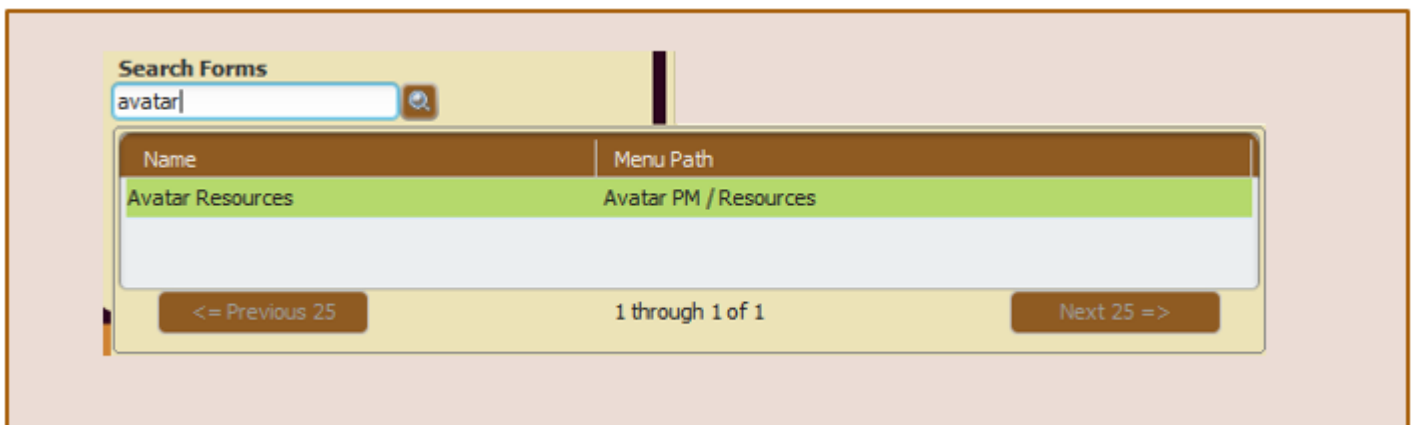 Search Forms
avatar
Name Menu Path
Avatar Resources Avatar PM / Resources
<= Previous 25 1 through 1 of 1 Next 25 =>